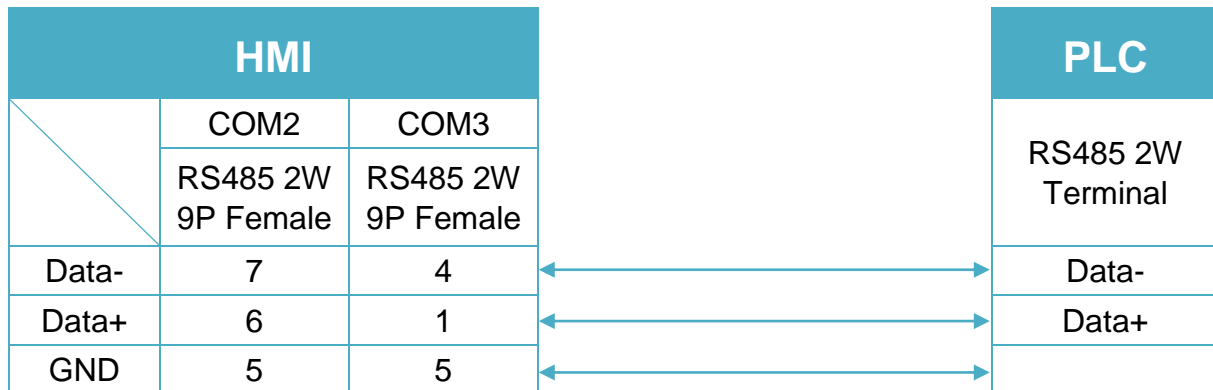 HMI PLC
COM2 COM3
RS485 2W RS485 2W RS485 2W
9P Female 9P Female Terminal
Data- 7 4 Data-
Data+ 6 1 Data+
GND 5 5